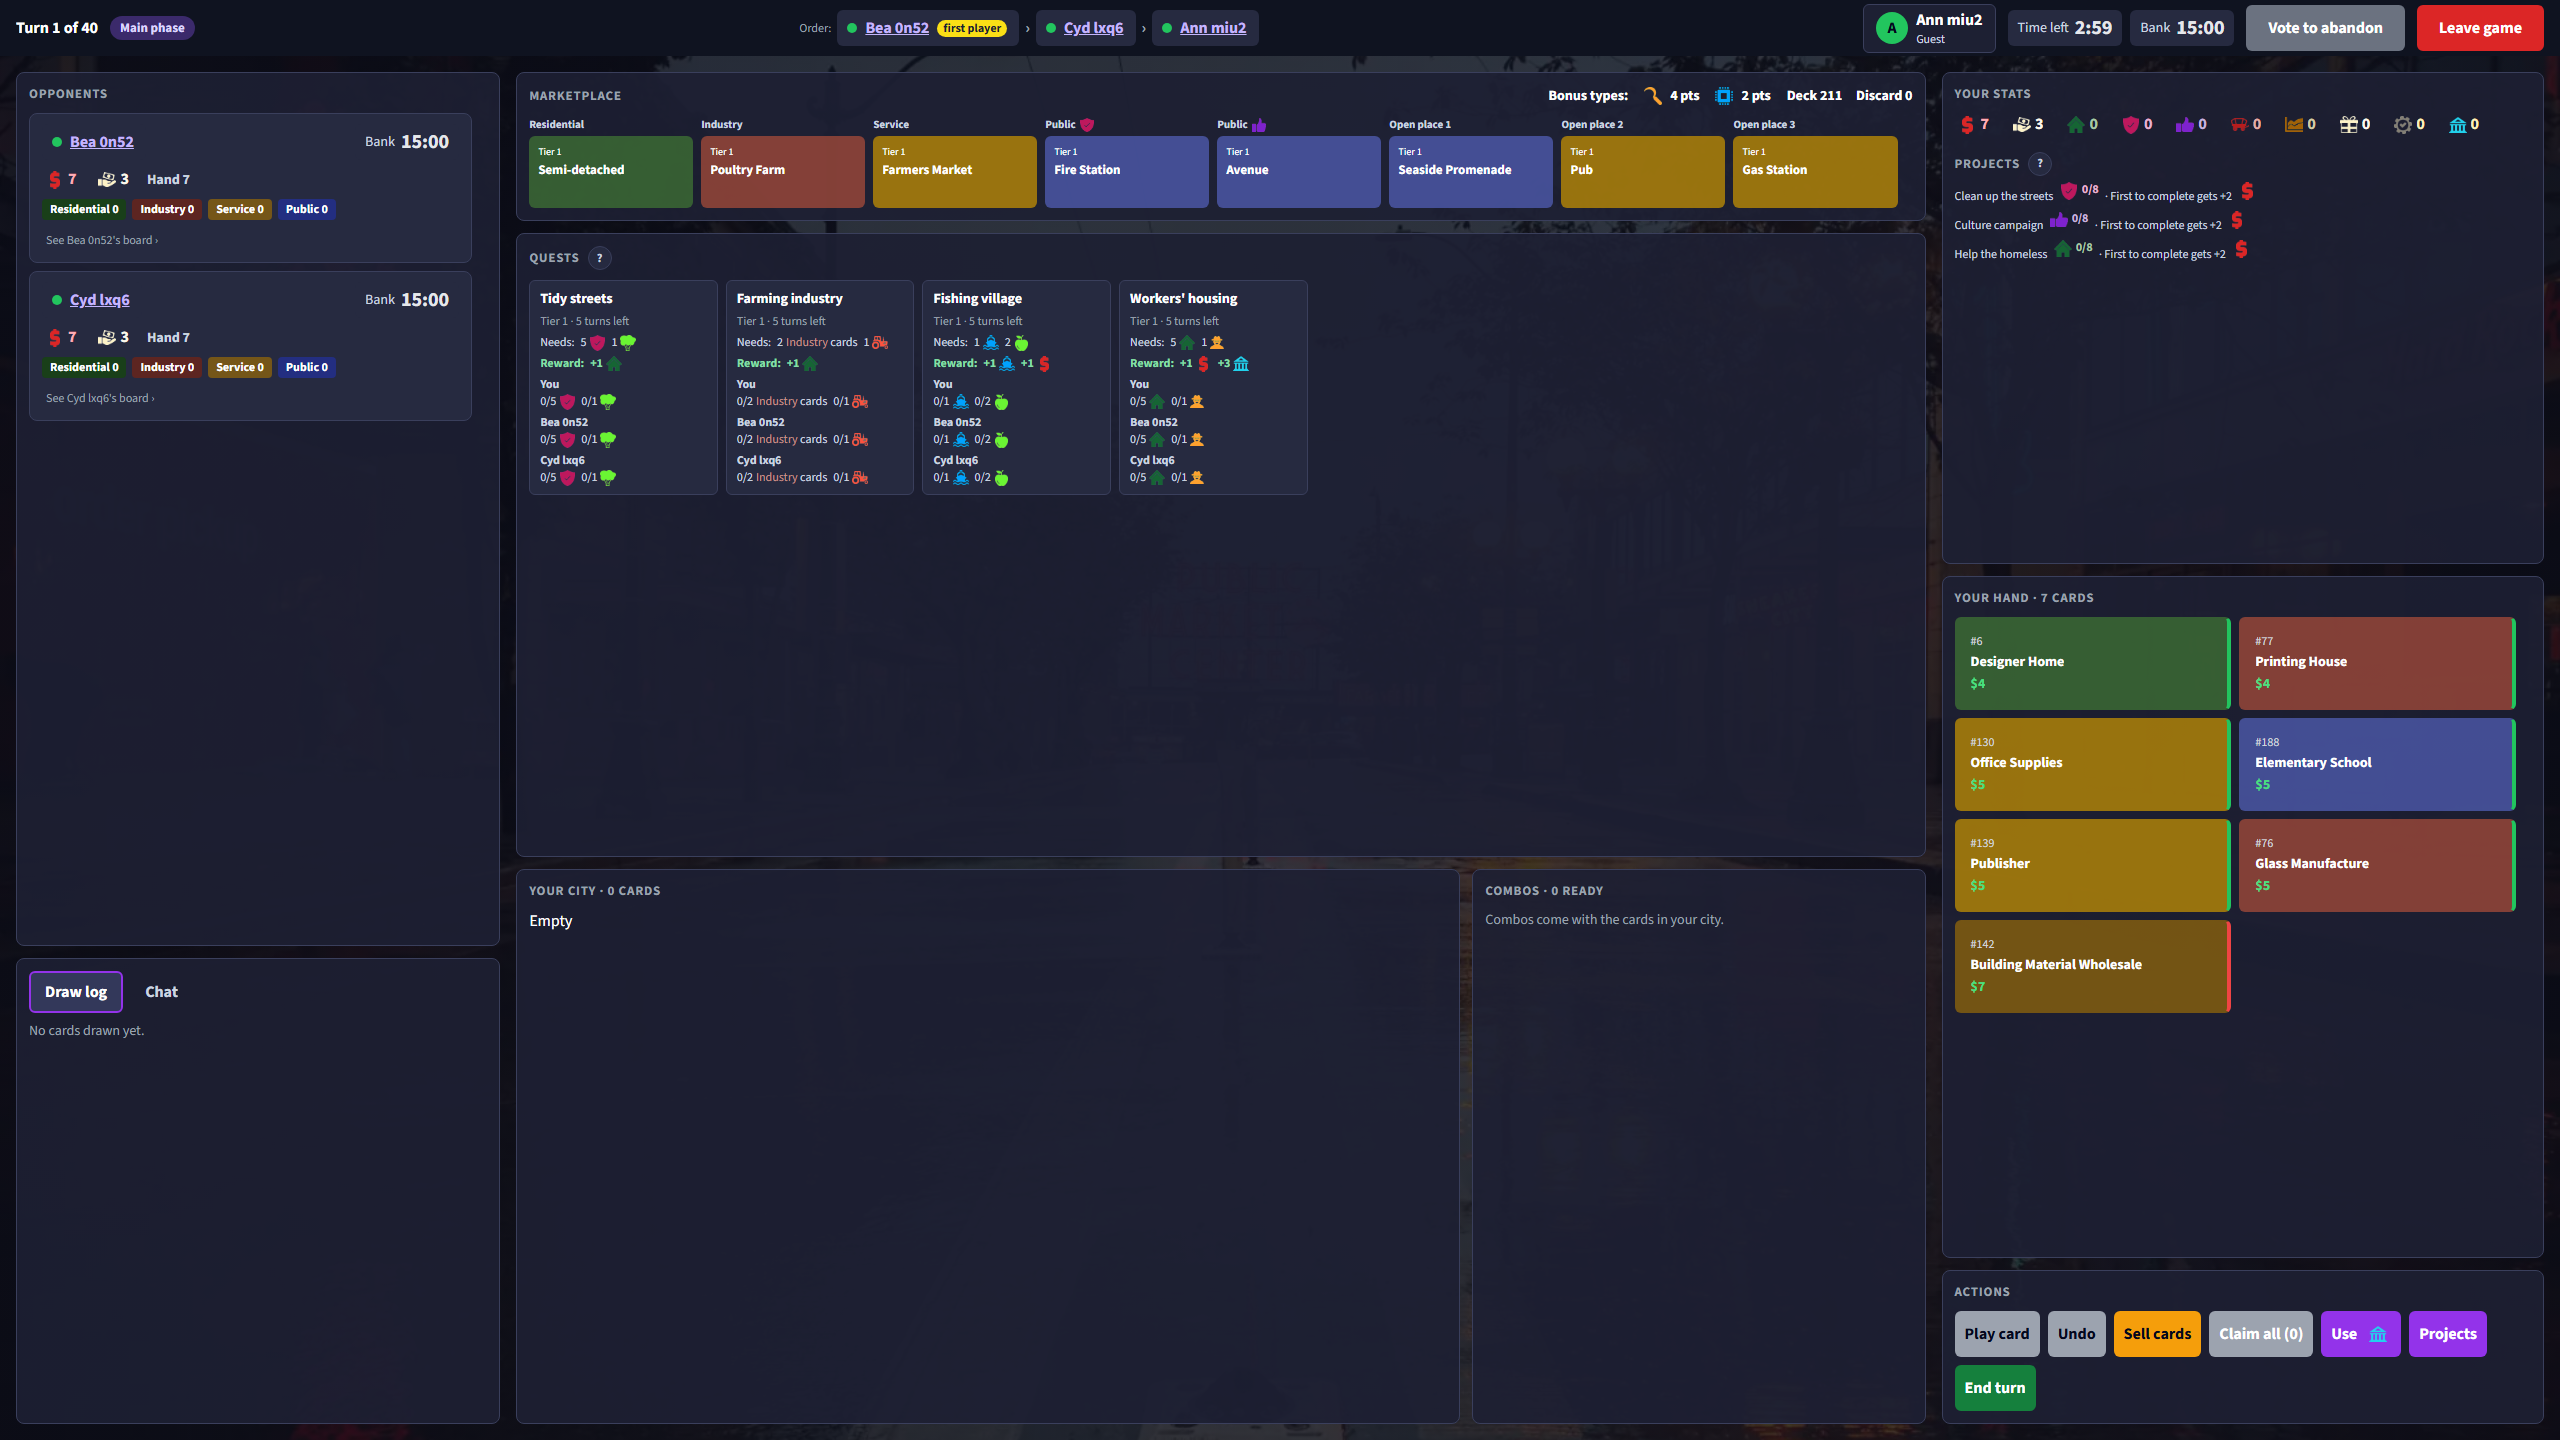 Turn 1 of 40 Main phase
Order: Bea 0n52 first player › Cyd lxq6 › Ann miu2
A Ann miu2
Guest
Time left 2:59
Bank 15:00
Vote to abandon
Leave game
OPPONENTS
Bea 0n52 Bank 15:00
7 3 Hand 7
Residential 0 Industry 0 Service 0 Public 0
See Bea 0n52's board ›
Cyd lxq6 Bank 15:00
7 3 Hand 7
Residential 0 Industry 0 Service 0 Public 0
See Cyd lxq6's board ›
Draw log Chat
No cards drawn yet.
MARKETPLACE
Bonus types: 4 pts 2 pts Deck 211 Discard 0
Residential Industry Service Public Public Open place 1 Open place 2 Open place 3
Tier 1
Semi-detached
Tier 1
Poultry Farm
Tier 1
Farmers Market
Tier 1
Fire Station
Tier 1
Avenue
Tier 1
Seaside Promenade
Tier 1
Pub
Tier 1
Gas Station
QUESTS ?
Tidy streets
Tier 1 · 5 turns left
Needs: 5 1
Reward: +1
You
0/5 0/1
Bea 0n52
0/5 0/1
Cyd lxq6
0/5 0/1
Farming industry
Tier 1 · 5 turns left
Needs: 2 Industry cards 1
Reward: +1
You
0/2 Industry cards 0/1
Bea 0n52
0/2 Industry cards 0/1
Cyd lxq6
0/2 Industry cards 0/1
Fishing village
Tier 1 · 5 turns left
Needs: 1 2
Reward: +1 +1
You
0/1 0/2
Bea 0n52
0/1 0/2
Cyd lxq6
0/1 0/2
Workers' housing
Tier 1 · 5 turns left
Needs: 5 1
Reward: +1 +3
You
0/5 0/1
Bea 0n52
0/5 0/1
Cyd lxq6
0/5 0/1
YOUR CITY · 0 CARDS
Empty
COMBOS · 0 READY
Combos come with the cards in your city.
YOUR STATS
7 3 0 0 0 0 0 0 0 0
PROJECTS ?
Clean up the streets 0/8 · First to complete gets +2
Culture campaign 0/8 · First to complete gets +2
Help the homeless 0/8 · First to complete gets +2
YOUR HAND · 7 CARDS
#6
Designer Home
$4
#77
Printing House
$4
#130
Office Supplies
$5
#188
Elementary School
$5
#139
Publisher
$5
#76
Glass Manufacture
$5
#142
Building Material Wholesale
$7
ACTIONS
Play card Undo Sell cards Claim all (0) Use Projects
End turn